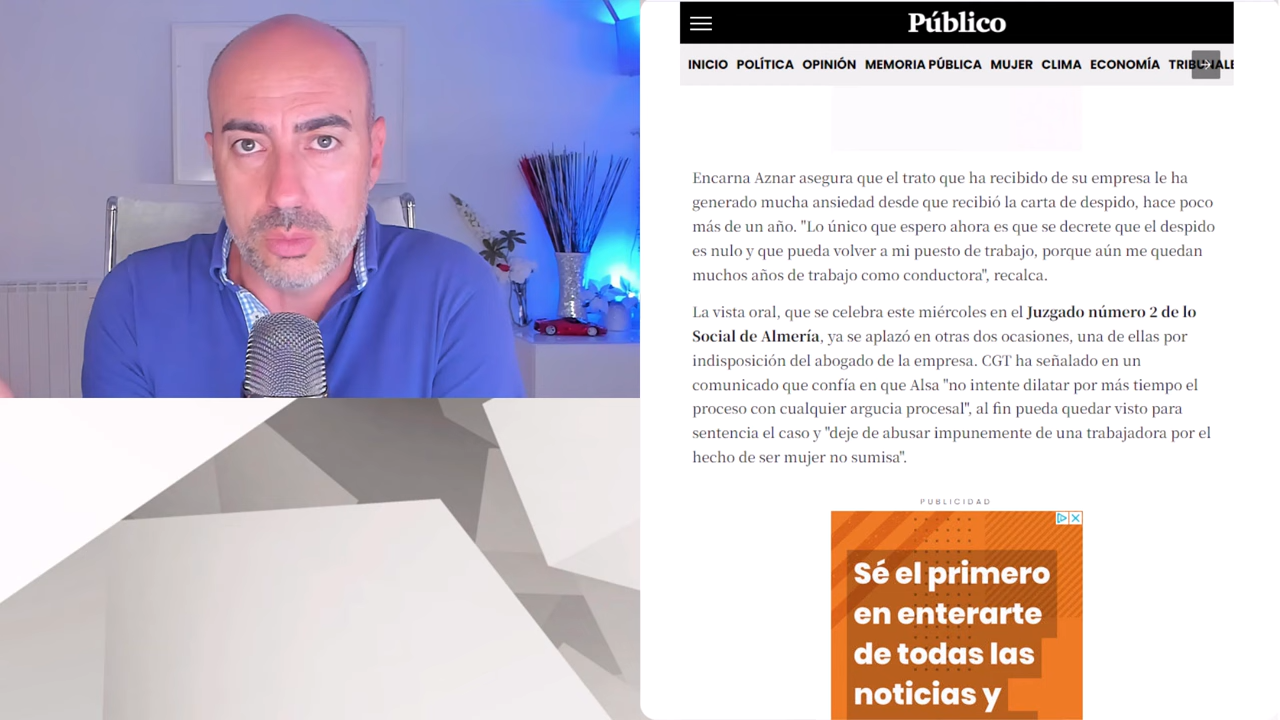 Público
INICIO POLÍTICA OPINIÓN MEMORIA PÚBLICA MUJER CLIMA ECONOMÍA TRIBUNALE
Encarna Aznar asegura que el trato que ha recibido de su empresa le ha
generado mucha ansiedad desde que recibió la carta de despido, hace poco
más de un año. "Lo único que espero ahora es que se decrete que el despido
es nulo y que pueda volver a mi puesto de trabajo, porque aún me quedan
muchos años de trabajo como conductora", recalca.
La vista oral, que se celebra este miércoles en el Juzgado número 2 de lo
Social de Almería, ya se aplazó en otras dos ocasiones, una de ellas por
indisposición del abogado de la empresa. CGT ha señalado en un
comunicado que confía en que Alsa "no intente dilatar por más tiempo el
proceso con cualquier argucia procesal", al fin pueda quedar visto para
sentencia el caso y "deje de abusar impunemente de una trabajadora por el
hecho de ser mujer no sumisa".
PUBLICIDAD
Sé el primero
en enterarte
de todas las
noticias y